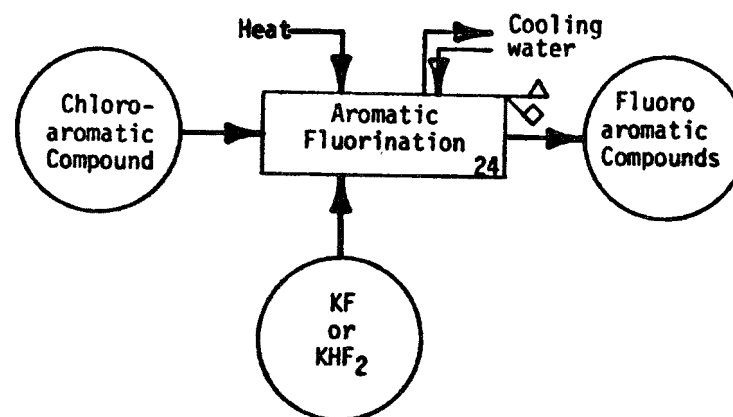 Heat
Cooling
water
Chloro-
aromatic
Compound
Aromatic
Fluorination
24
Fluoro
aromatic
Compounds
KF
or
KHF2